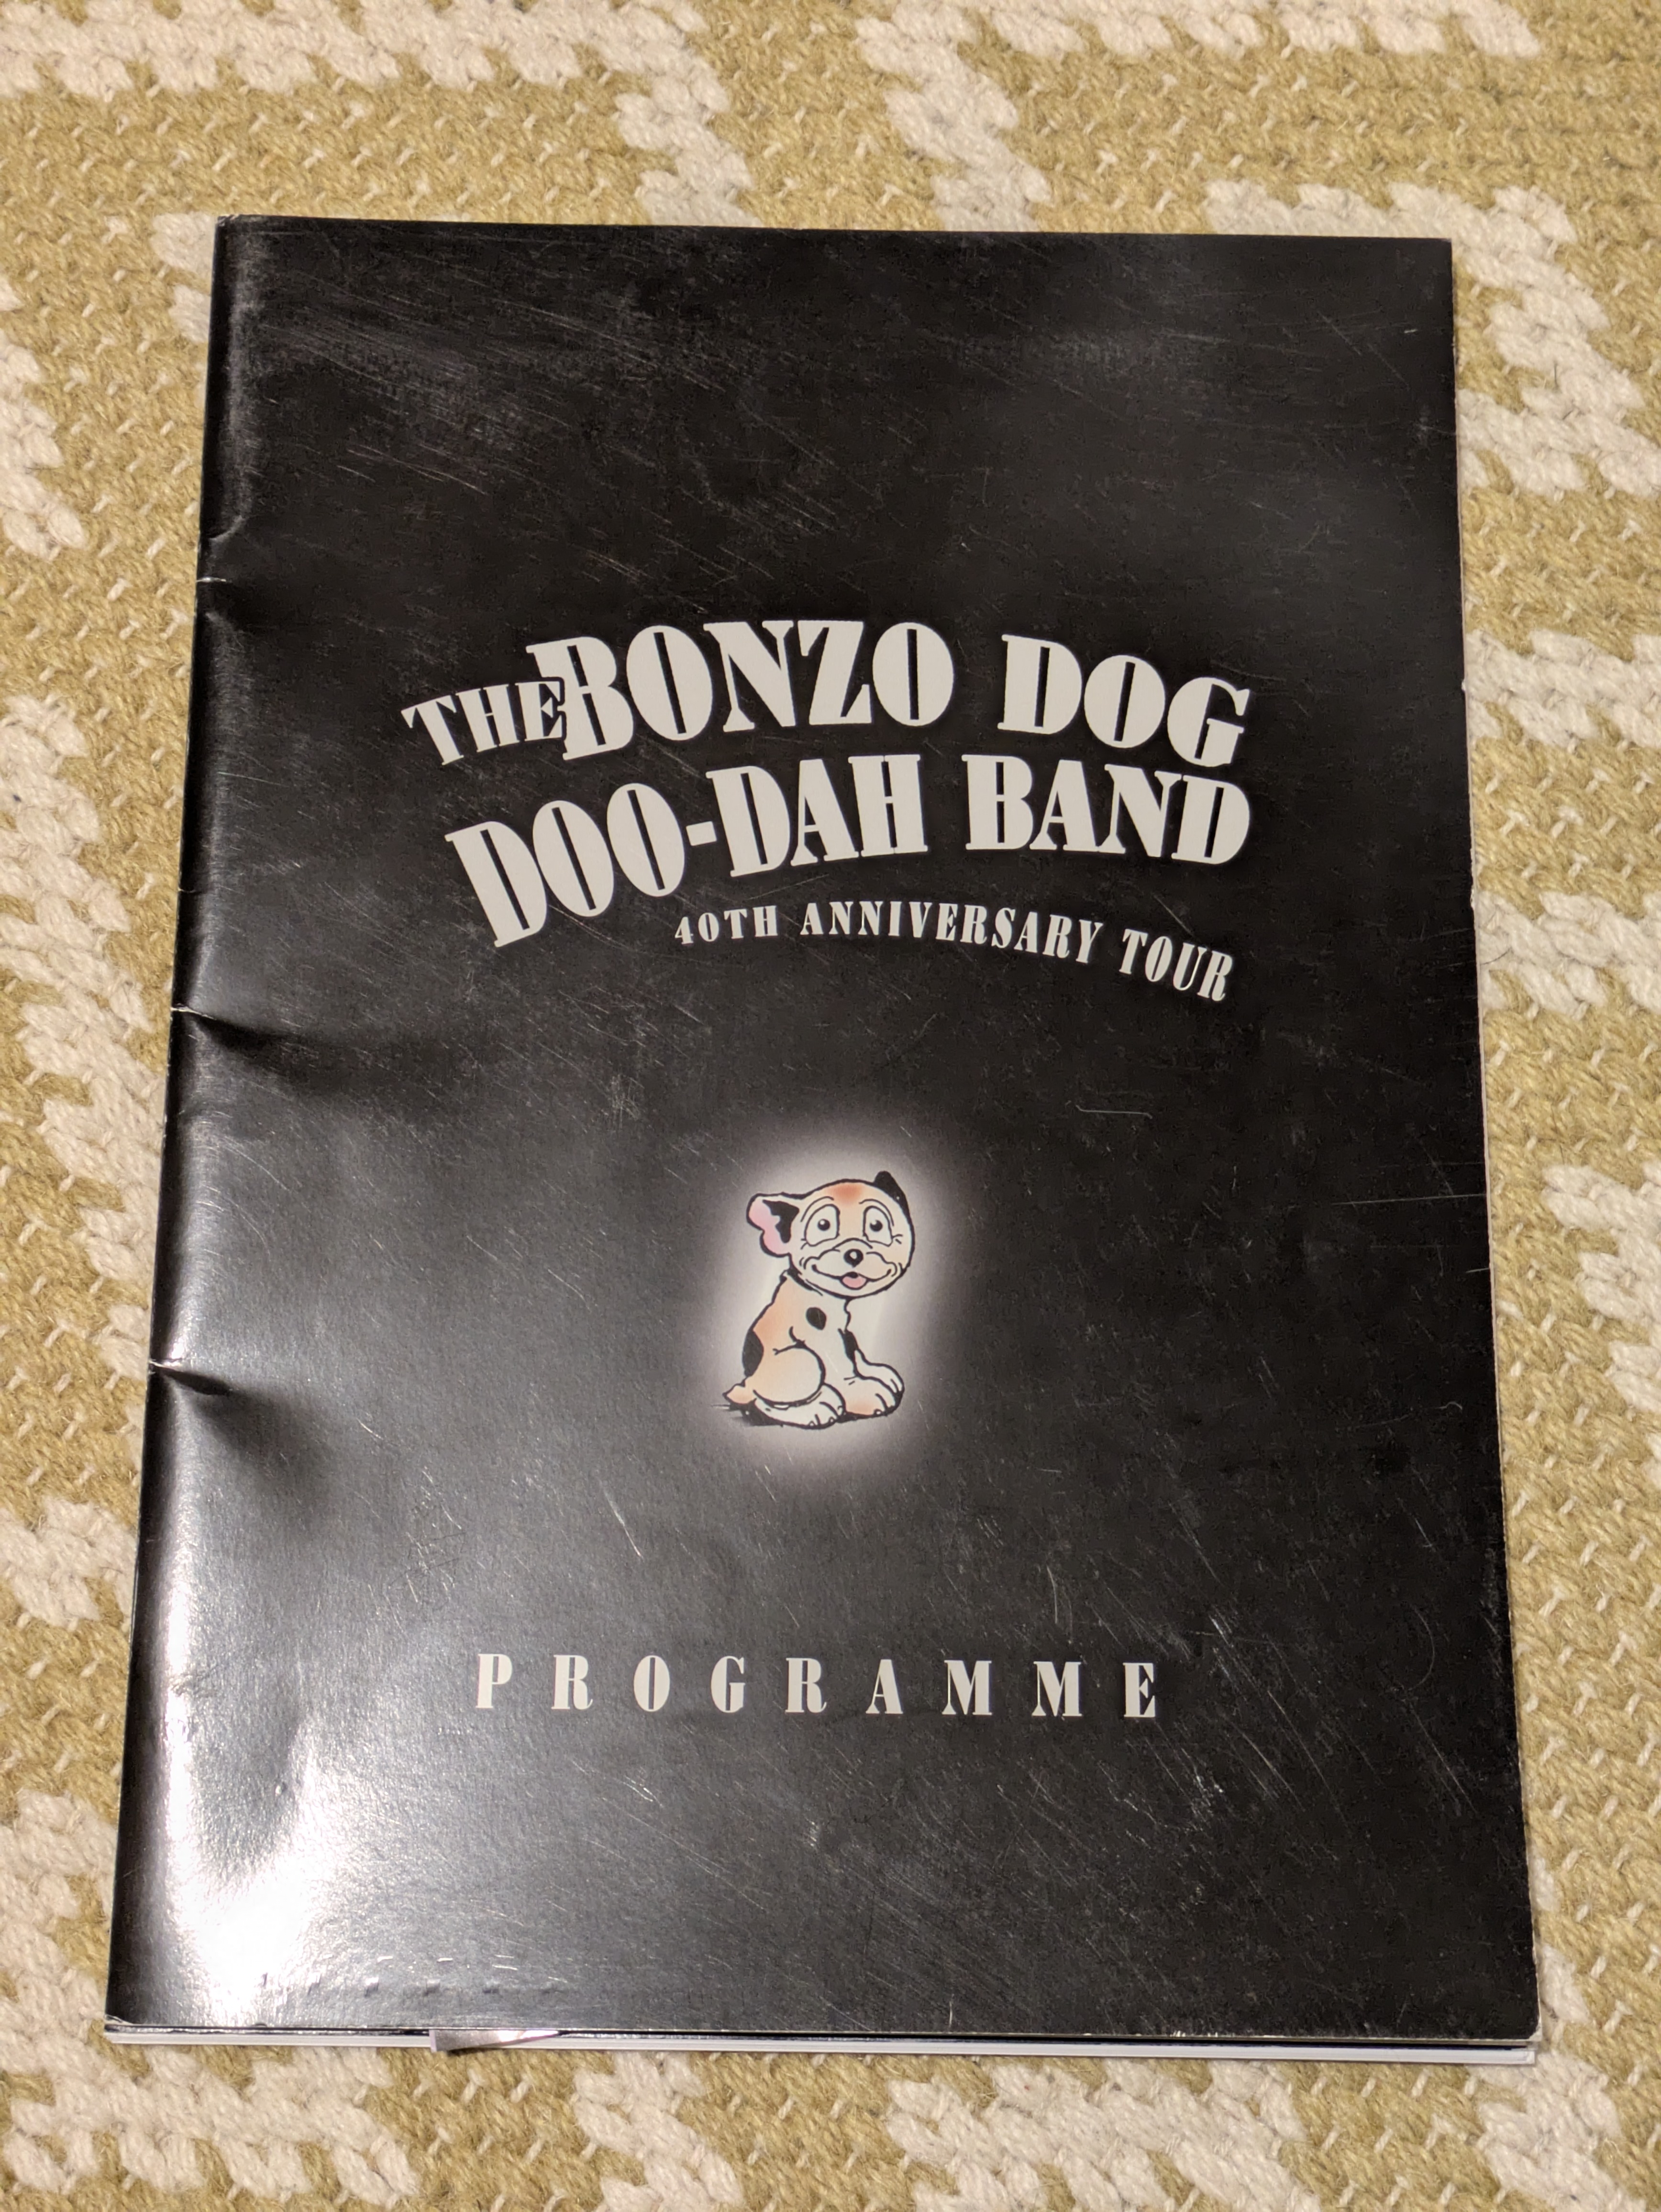 THE BONZO DOG
DOO-DAH BAND
40TH ANNIVERSARY TOUR
PROGRAMME